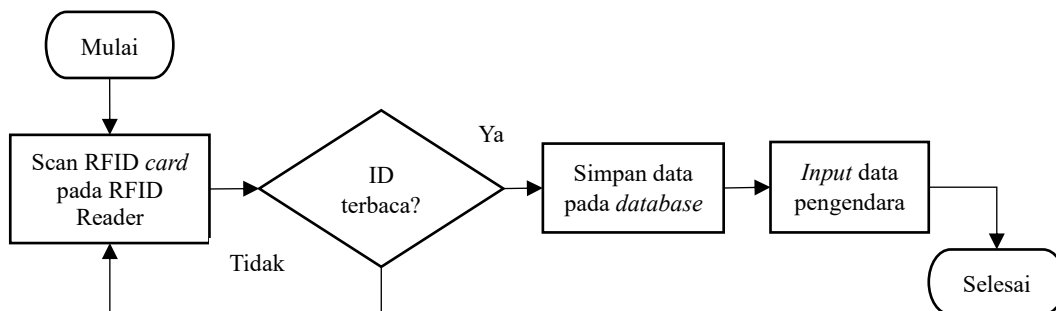 Mulai
Scan RFID card
pada RFID
Reader
ID
terbaca?
Ya
Tidak
Simpan data
pada database
Input data
pengendara
Selesai